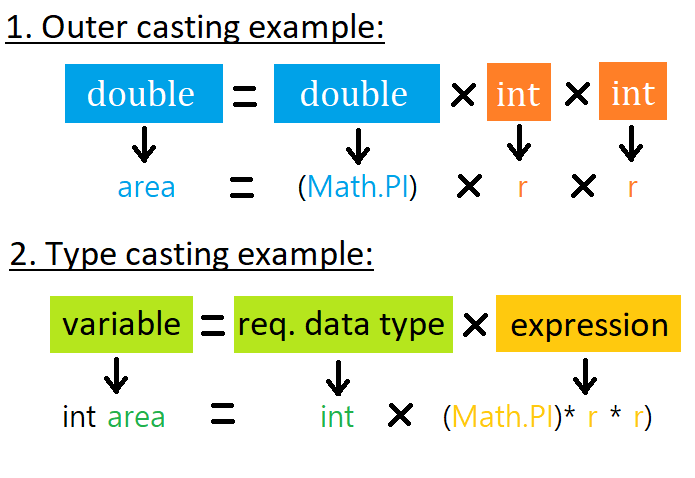 1. Outer casting example:
double = double × int × int
area = (Math.PI) × r × r
2. Type casting example:
variable = req. data type × expression
int area = int × (Math.PI)* r * r)